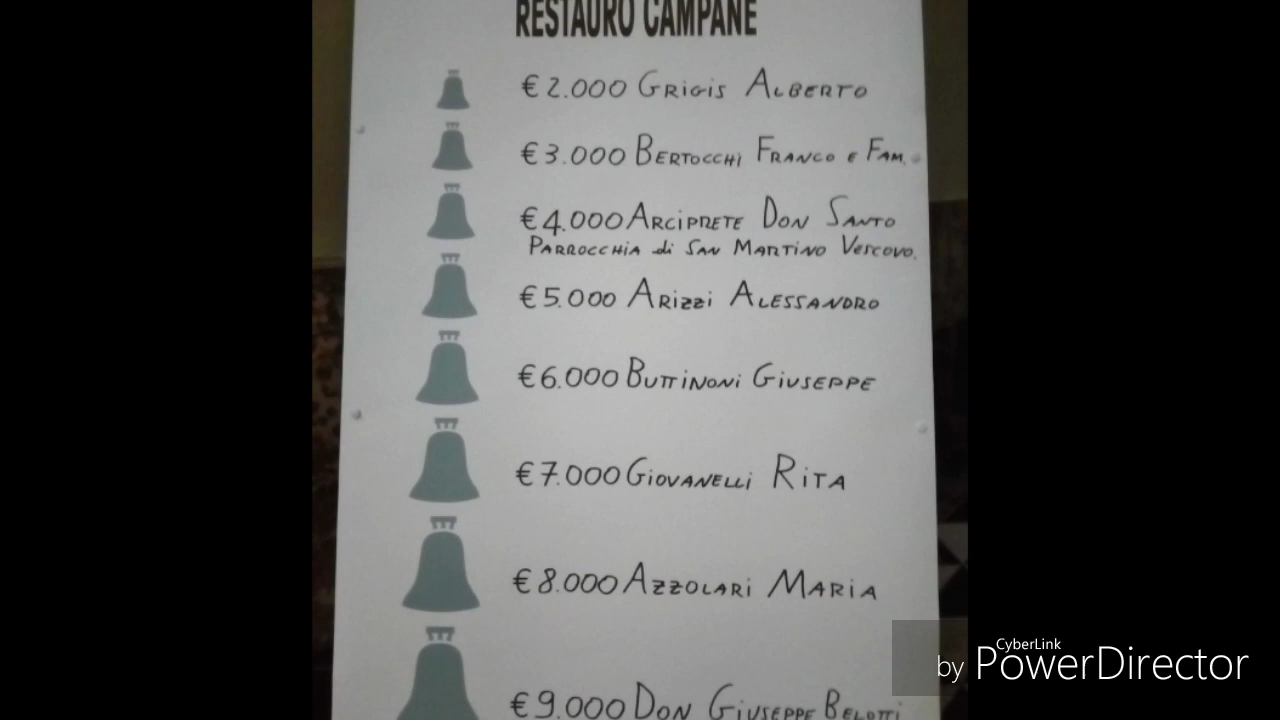 RESTAURO CAMPANE
€ 2.000 GRIGIS ALBERTO
€ 3.000 BERTOCCHI FRANCO E FAM.
€ 4.000 ARCIPRETE DON SANTO
PARROCCHIA di SAN MARTINO VESCOVO.
€ 5.000 ARIZZI ALESSANDRO
€ 6.000 BUTTINONI GIUSEPPE
€ 7.000 GIOVANELLI RITA
€ 8.000 AZZOLARI MARIA
€ 9.000 DON GIUSEPPE BELOTTI
CyberLink
by PowerDirector